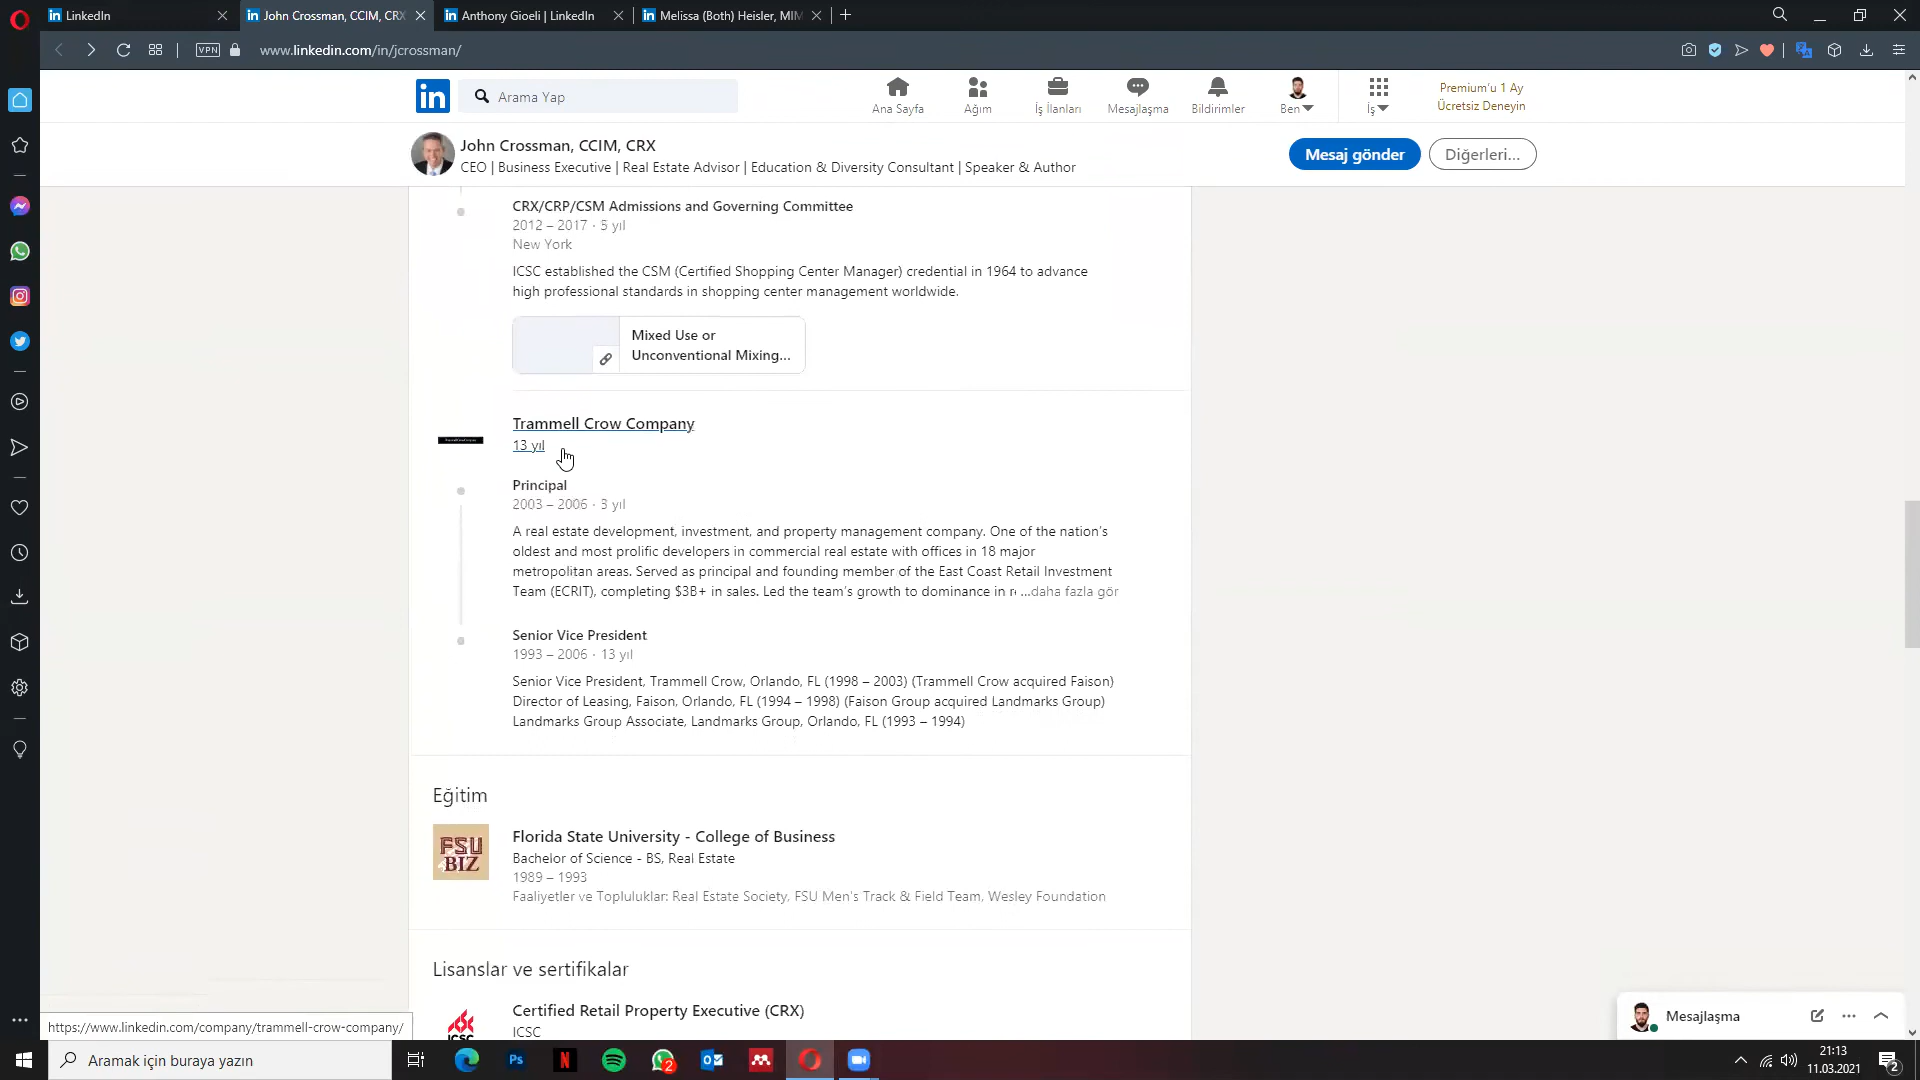 LinkedIn
John Crossman, CCIM, CRX
Anthony Gioeli | LinkedIn
Melissa (Both) Heisler, MIM
VPN
www.linkedin.com/in/jcrossman/
in
Arama Yap
Ana Sayfa
Ağım
İş İlanları
Mesajlaşma
Bildirimler
Ben
İş
Premium'u 1 Ay
Ücretsiz Deneyin
John Crossman, CCIM, CRX
CEO | Business Executive | Real Estate Advisor | Education & Diversity Consultant | Speaker & Author
Mesaj gönder
Diğerleri...
CRX/CRP/CSM Admissions and Governing Committee
2012 – 2017 · 5 yıl
New York
ICSC established the CSM (Certified Shopping Center Manager) credential in 1964 to advance
high professional standards in shopping center management worldwide.
Mixed Use or
Unconventional Mixing...
Trammell Crow Company
13 yıl
Principal
2003 – 2006 · 3 yıl
A real estate development, investment, and property management company. One of the nation's
oldest and most prolific developers in commercial real estate with offices in 18 major
metropolitan areas. Served as principal and founding member of the East Coast Retail Investment
Team (ECRIT), completing $3B+ in sales. Led the team's growth to dominance in r ...daha fazla gör
Senior Vice President
1993 – 2006 · 13 yıl
Senior Vice President, Trammell Crow, Orlando, FL (1998 – 2003) (Trammell Crow acquired Faison)
Director of Leasing, Faison, Orlando, FL (1994 – 1998) (Faison Group acquired Landmarks Group)
Landmarks Group Associate, Landmarks Group, Orlando, FL (1993 – 1994)
Eğitim
FSU
BIZ
Florida State University - College of Business
Bachelor of Science - BS, Real Estate
1989 – 1993
Faaliyetler ve Topluluklar: Real Estate Society, FSU Men's Track & Field Team, Wesley Foundation
Lisanslar ve sertifikalar
Certified Retail Property Executive (CRX)
ICSC
ICSC
Mesajlaşma
https://www.linkedin.com/company/trammell-crow-company/
Aramak için buraya yazın
Ps
N
2
21:13
11.03.2021
2